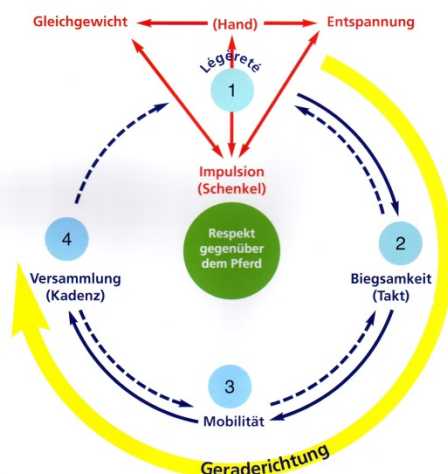 Gleichgewicht
(Hand)
Entspannung
Légèreté
1
Impulsion
(Schenkel)
Respekt
gegenüber
dem Pferd
4
2
Versammlung
(Kadenz)
Biegsamkeit
(Takt)
3
Mobilität
Geraderichtung